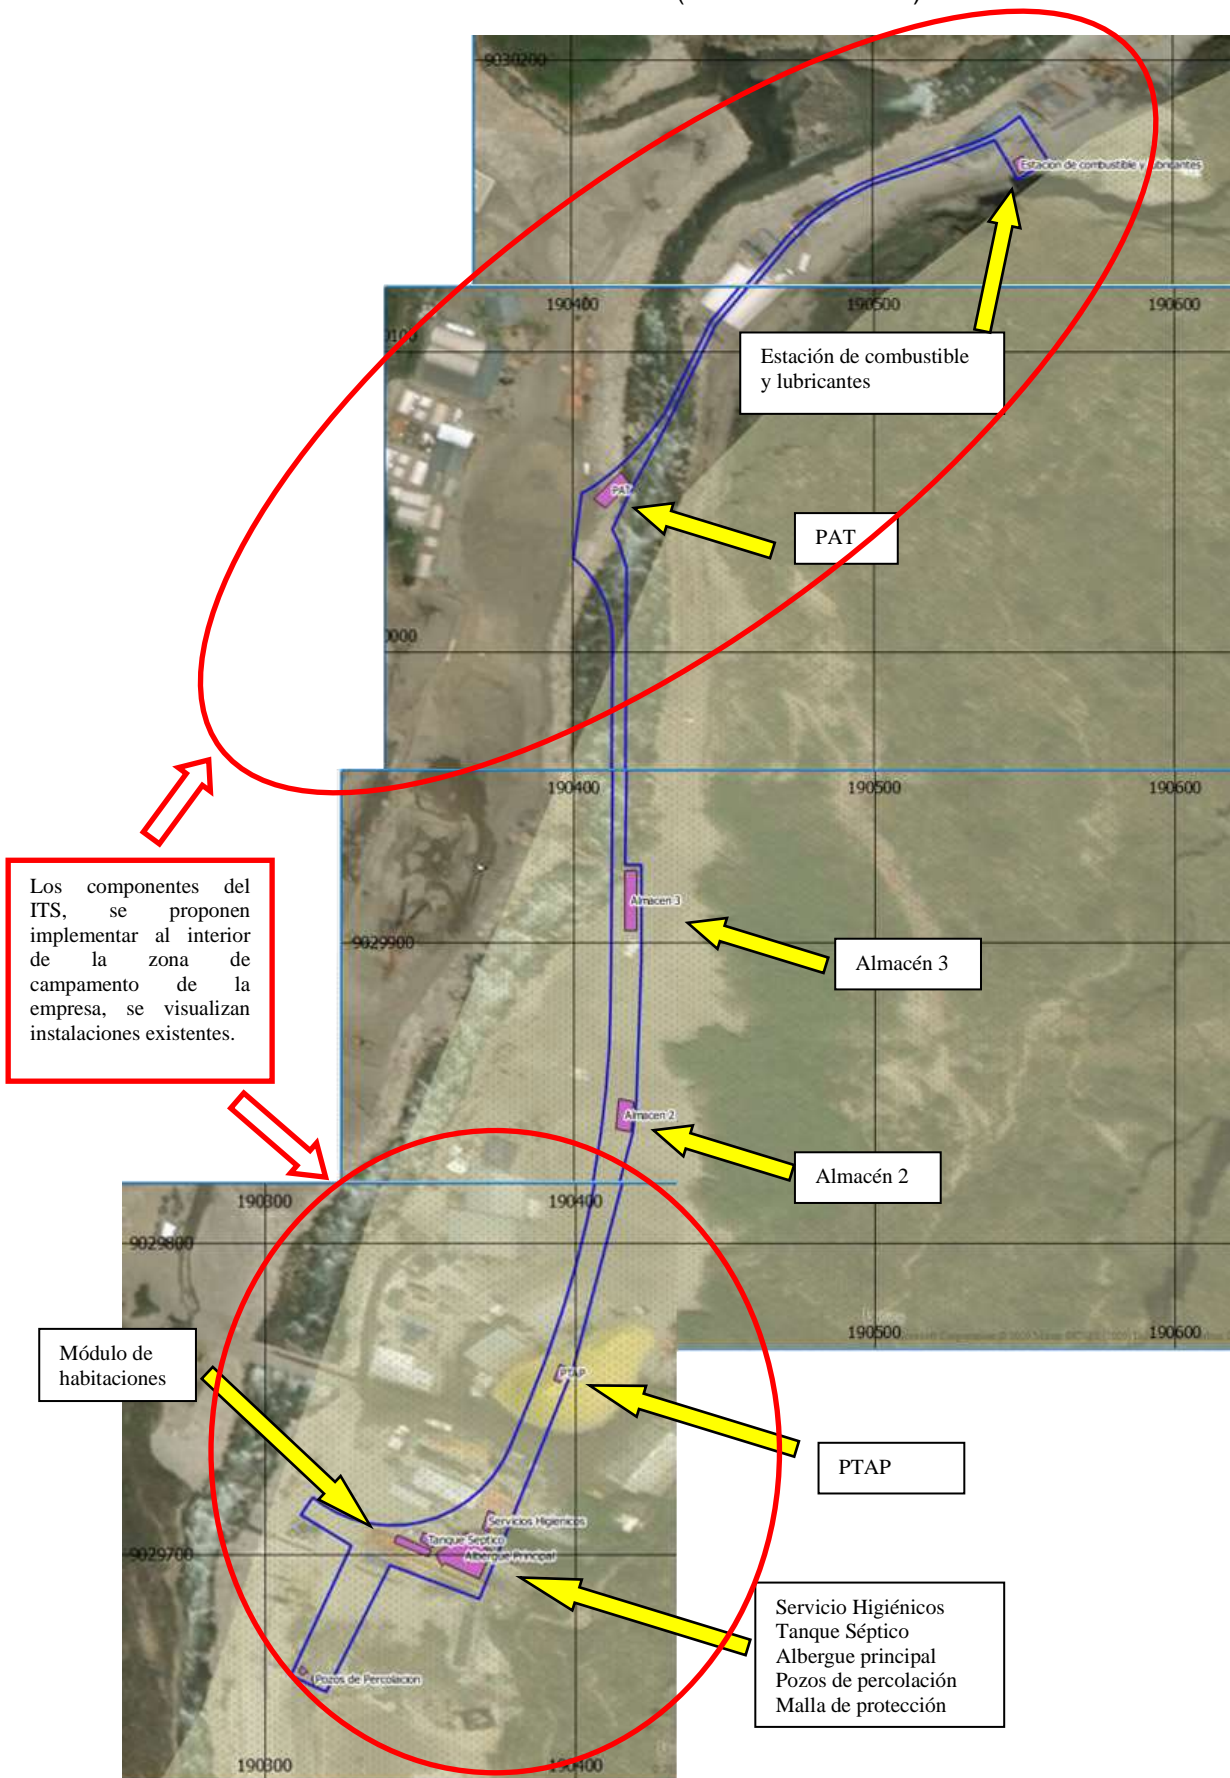 9030200
Estación de combustible y lubricantes
190400
190500
190600
Estación de combustible
y lubricantes
PAT
PAT
190400
190500
190600
Los componentes del
ITS, se proponen
implementar al interior
de la zona de
campamento de la
empresa, se visualizan
instalaciones existentes.
Almacen 3
9029900
Almacén 3
Almacen 2
Almacén 2
190300
190400
9029800
190500
190600
Módulo de
habitaciones
PTAP
PTAP
Servicios Higienicos
Tanque Septico
Albergue Principal
9029700
Servicio Higiénicos
Tanque Séptico
Albergue principal
Pozos de percolación
Malla de protección
Pozos de Percolacion
190300
190400